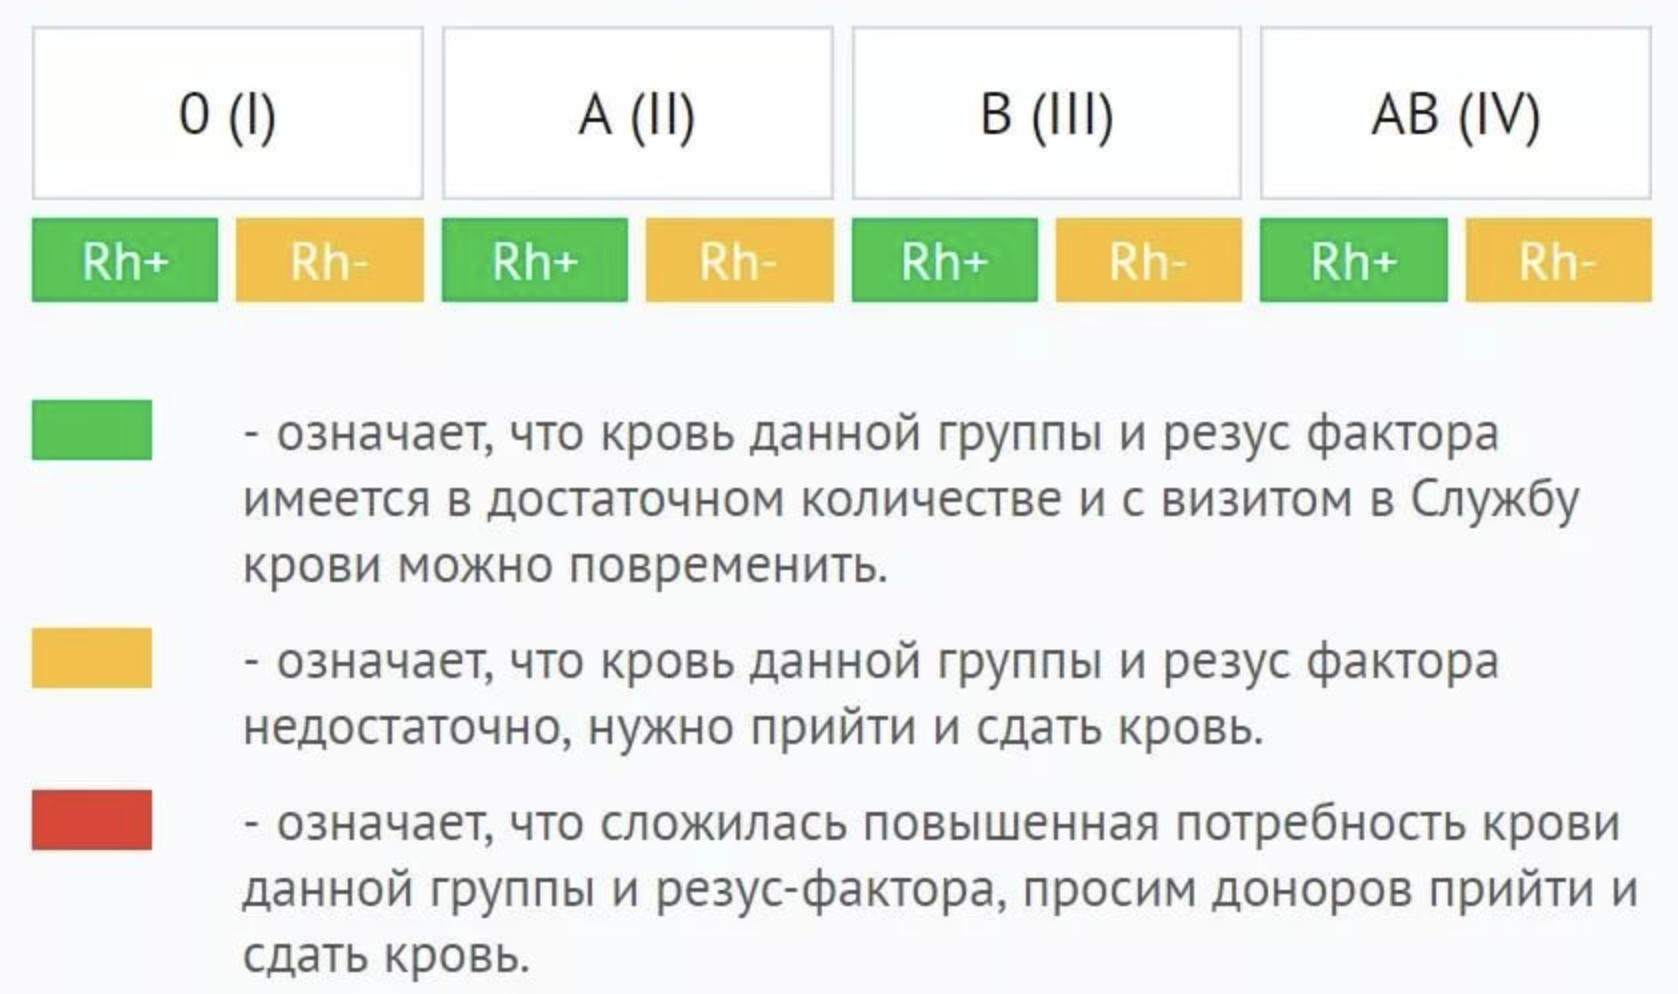 0 (I) A (II) B (III) AB (IV)
Rh+ Rh- Rh+ Rh- Rh+ Rh- Rh+ Rh-
- означает, что кровь данной группы и резус фактора
имеется в достаточном количестве и с визитом в Службу
крови можно повременить.
- означает, что кровь данной группы и резус фактора
недостаточно, нужно прийти и сдать кровь.
- означает, что сложилась повышенная потребность крови
данной группы и резус-фактора, просим доноров прийти и
сдать кровь.